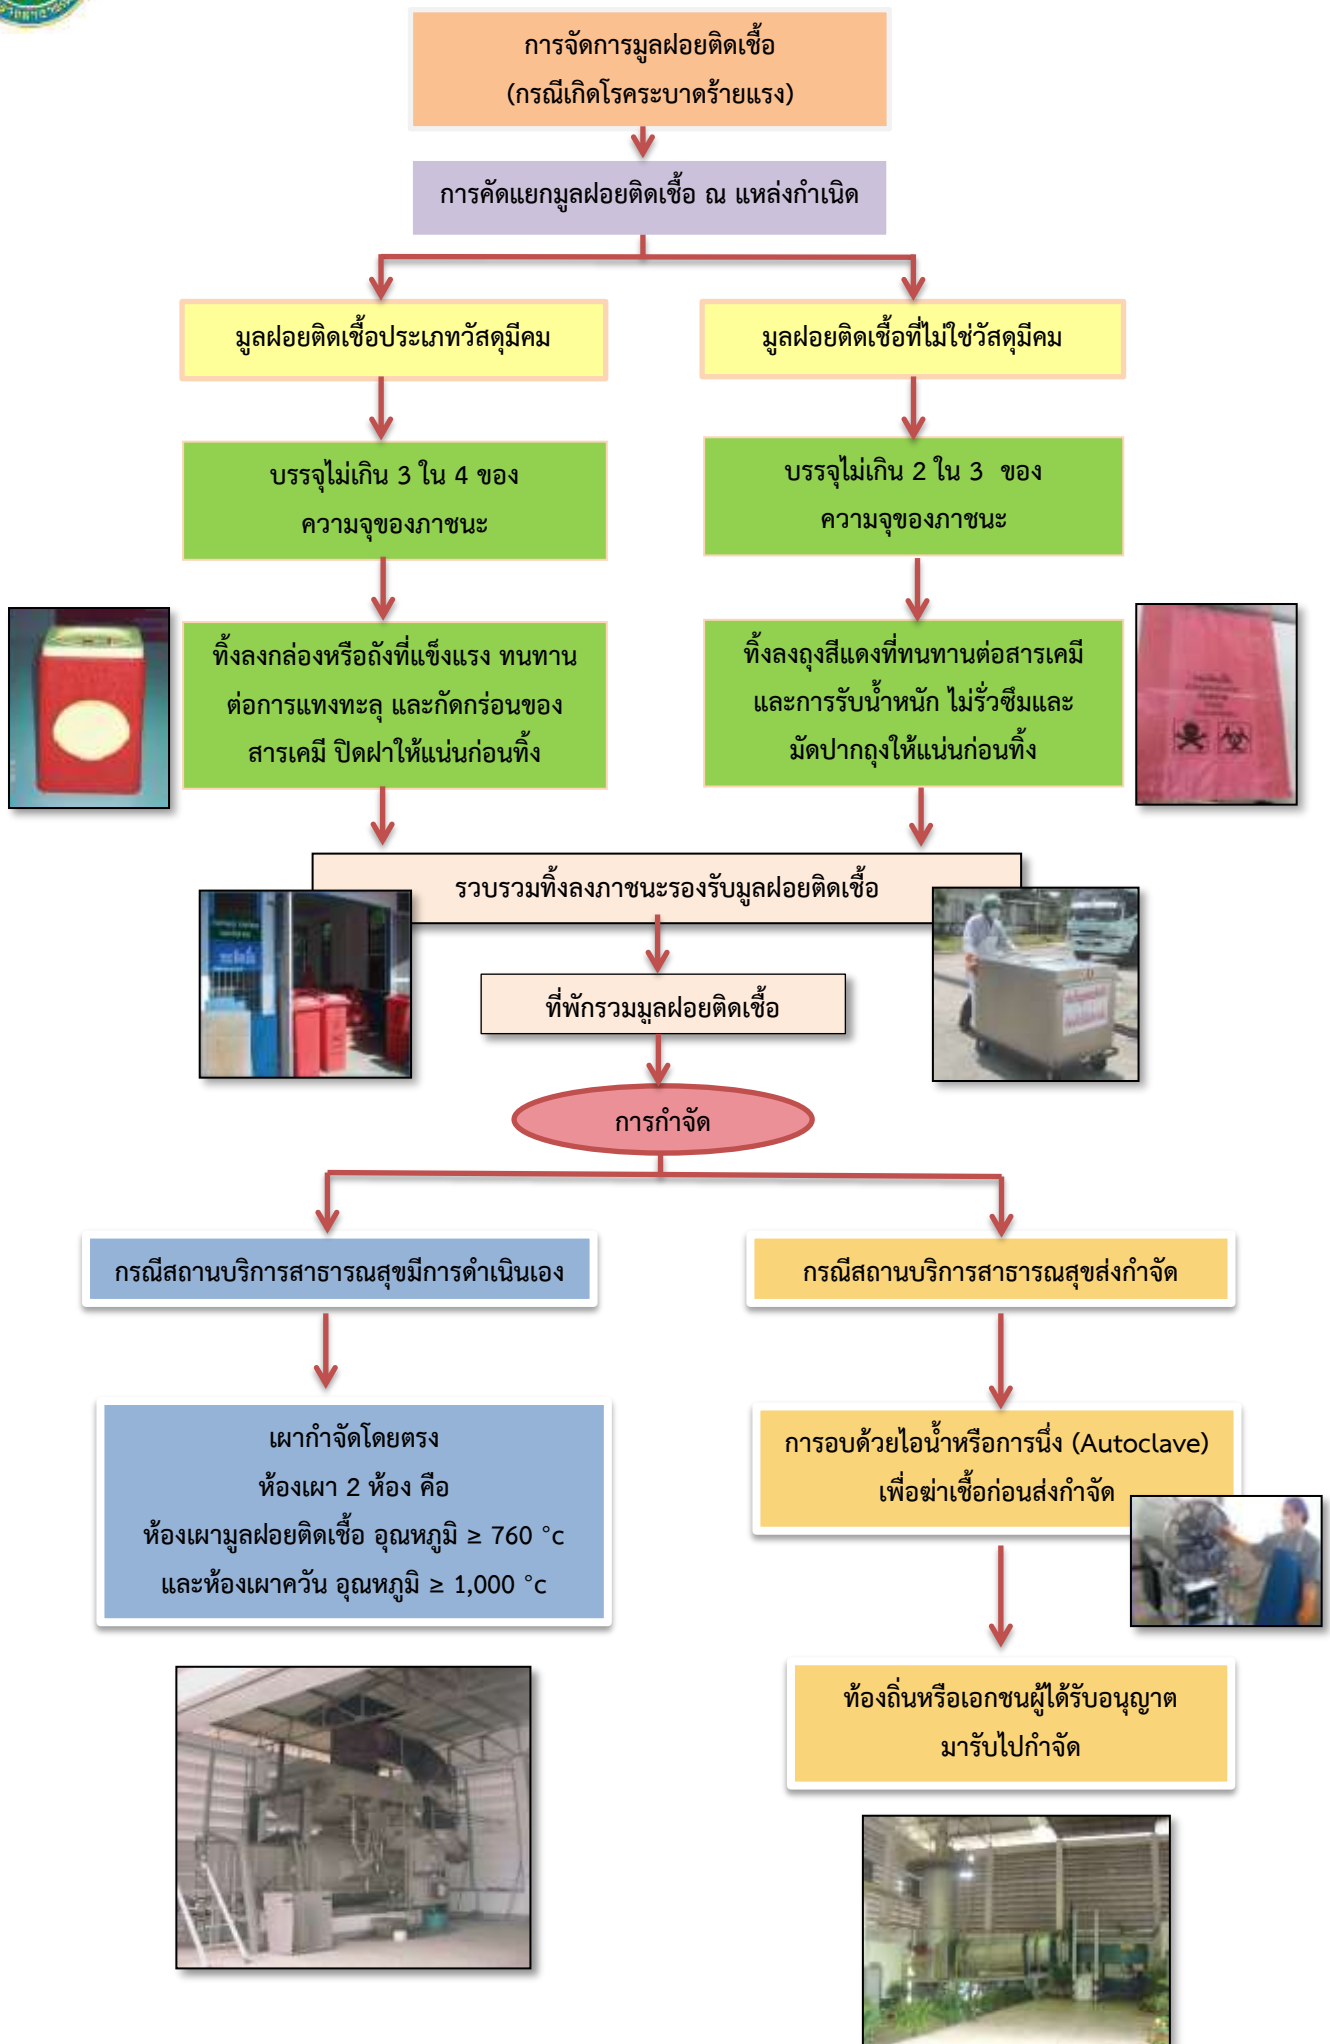 การจัดการมูลฝอยติดเชื้อ
(กรณีเกิดโรคระบาดร้ายแรง)
การคัดแยกมูลฝอยติดเชื้อ ณ แหล่งกำเนิด
มูลฝอยติดเชื้อประเภทวัสดุมีคม
มูลฝอยติดเชื้อที่ไม่ใช่วัสดุมีคม
บรรจุไม่เกิน 3 ใน 4 ของ
ความจุของภาชนะ
บรรจุไม่เกิน 2 ใน 3 ของ
ความจุของภาชนะ
ทิ้งลงกล่องหรือถังที่แข็งแรง ทนทาน
ต่อการแทงทะลุ และกัดกร่อนของ
สารเคมี ปิดฝาให้แน่นก่อนทิ้ง
ทิ้งลงถุงสีแดงที่ทนทานต่อสารเคมี
และการรับน้ำหนัก ไม่รั่วซึมและ
มัดปากถุงให้แน่นก่อนทิ้ง
รวบรวมทิ้งลงภาชนะรองรับมูลฝอยติดเชื้อ
ที่พักรวมมูลฝอยติดเชื้อ
การกำจัด
กรณีสถานบริการสาธารณสุขมีการดำเนินเอง
กรณีสถานบริการสาธารณสุขส่งกำจัด
เผากำจัดโดยตรง
ห้องเผา 2 ห้อง คือ
ห้องเผามูลฝอยติดเชื้อ อุณหภูมิ ≥ 760 °c
และห้องเผาควัน อุณหภูมิ ≥ 1,000 °c
การอบด้วยไอน้ำหรือการนึ่ง (Autoclave)
เพื่อฆ่าเชื้อก่อนส่งกำจัด
ท้องถิ่นหรือเอกชนผู้ได้รับอนุญาต
มารับไปกำจัด